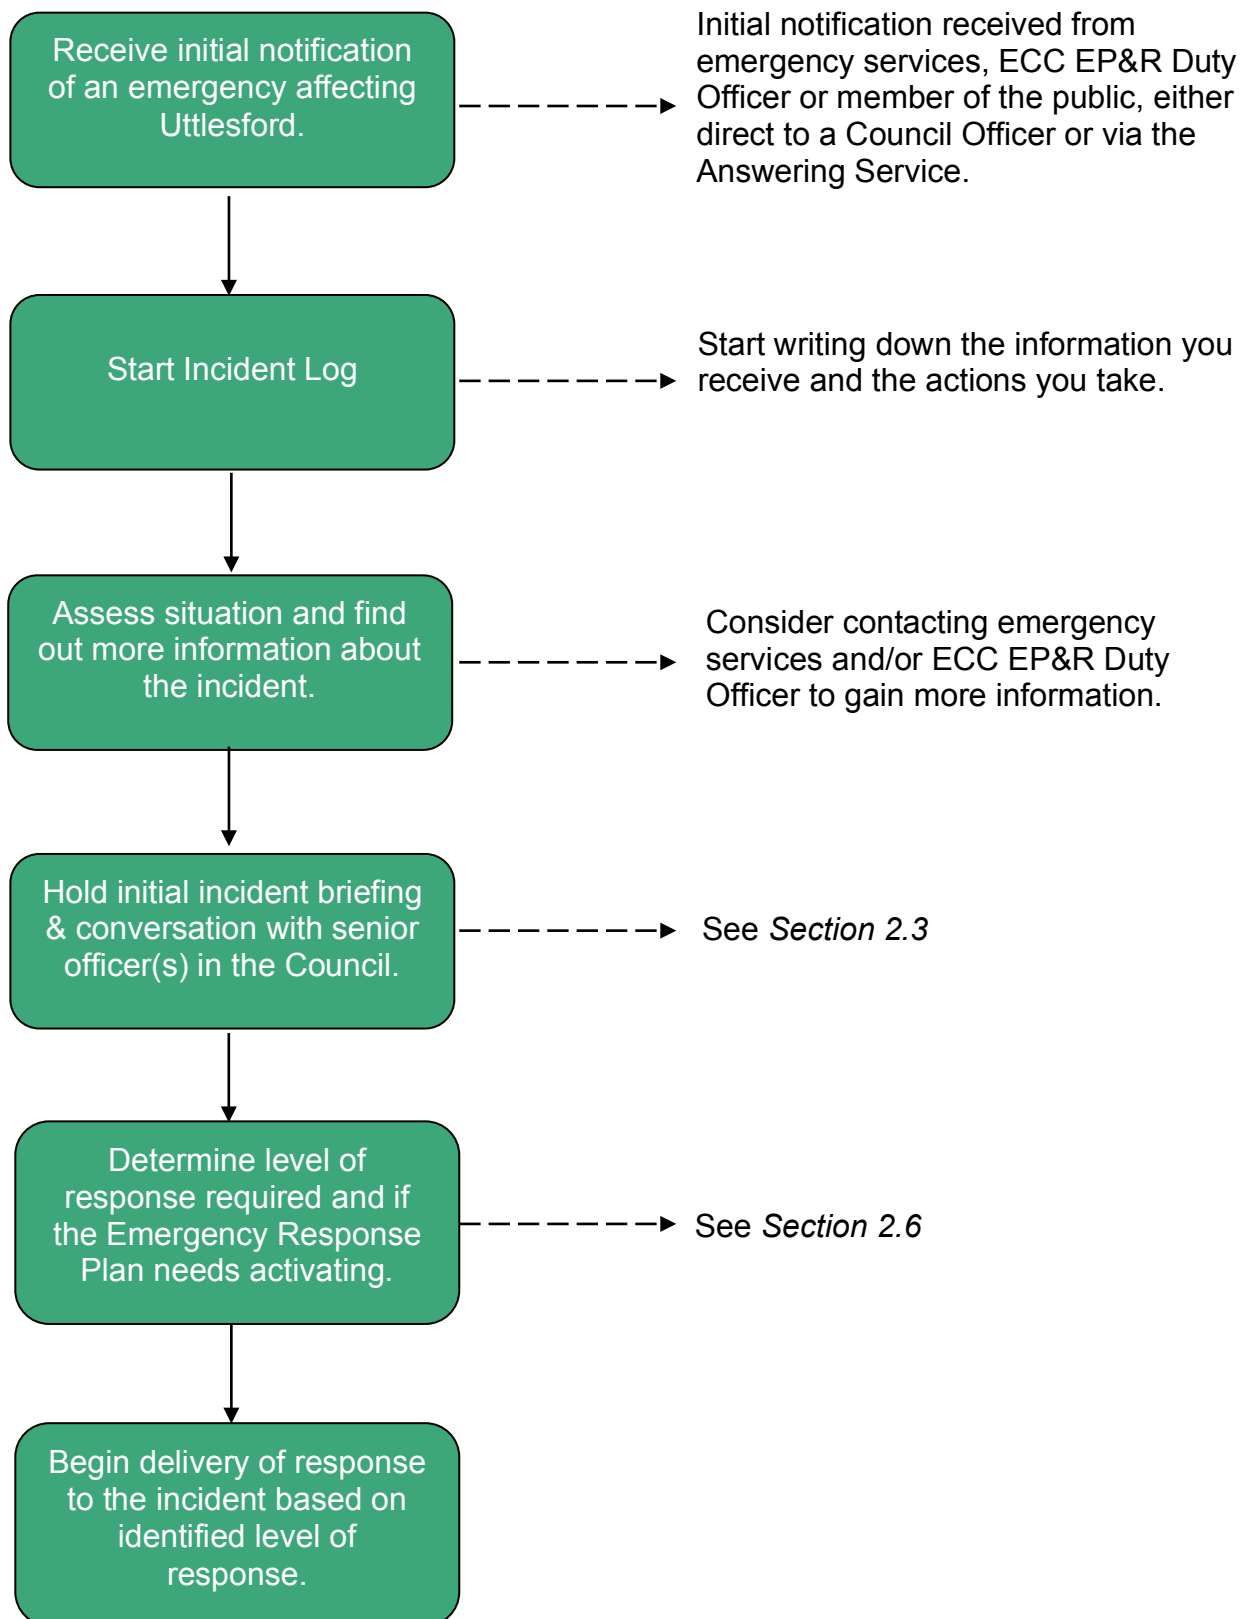 Receive initial notification
of an emergency affecting
Uttlesford.
Initial notification received from
emergency services, ECC EP&R Duty
Officer or member of the public, either
direct to a Council Officer or via the
Answering Service.
Start Incident Log
Start writing down the information you
receive and the actions you take.
Assess situation and find
out more information about
the incident.
Consider contacting emergency
services and/or ECC EP&R Duty
Officer to gain more information.
Hold initial incident briefing
& conversation with senior
officer(s) in the Council.
See Section 2.3
Determine level of
response required and if
the Emergency Response
Plan needs activating.
See Section 2.6
Begin delivery of response
to the incident based on
identified level of
response.